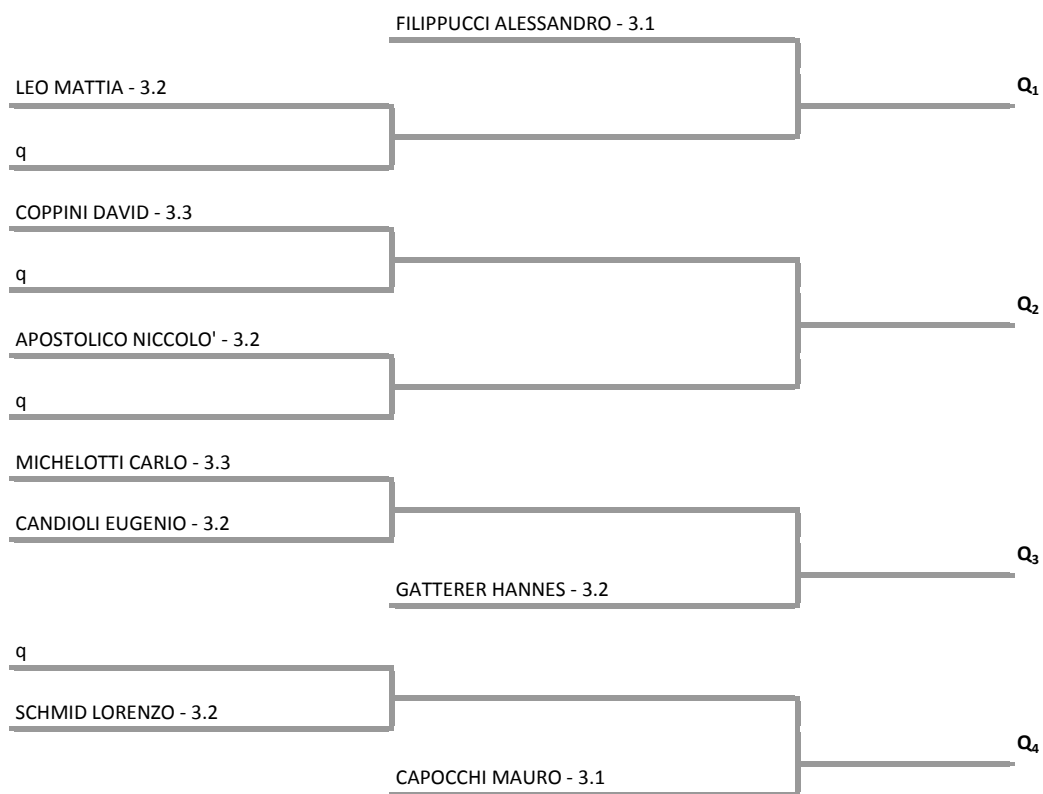 FILIPPUCCI ALESSANDRO - 3.1
LEO MATTIA - 3.2
Q1
q
COPPINI DAVID - 3.3
q
Q2
APOSTOLICO NICCOLO' - 3.2
q
MICHELOTTI CARLO - 3.3
CANDIOLI EUGENIO - 3.2
Q3
GATTERER HANNES - 3.2
q
SCHMID LORENZO - 3.2
Q4
CAPOCCHI MAURO - 3.1